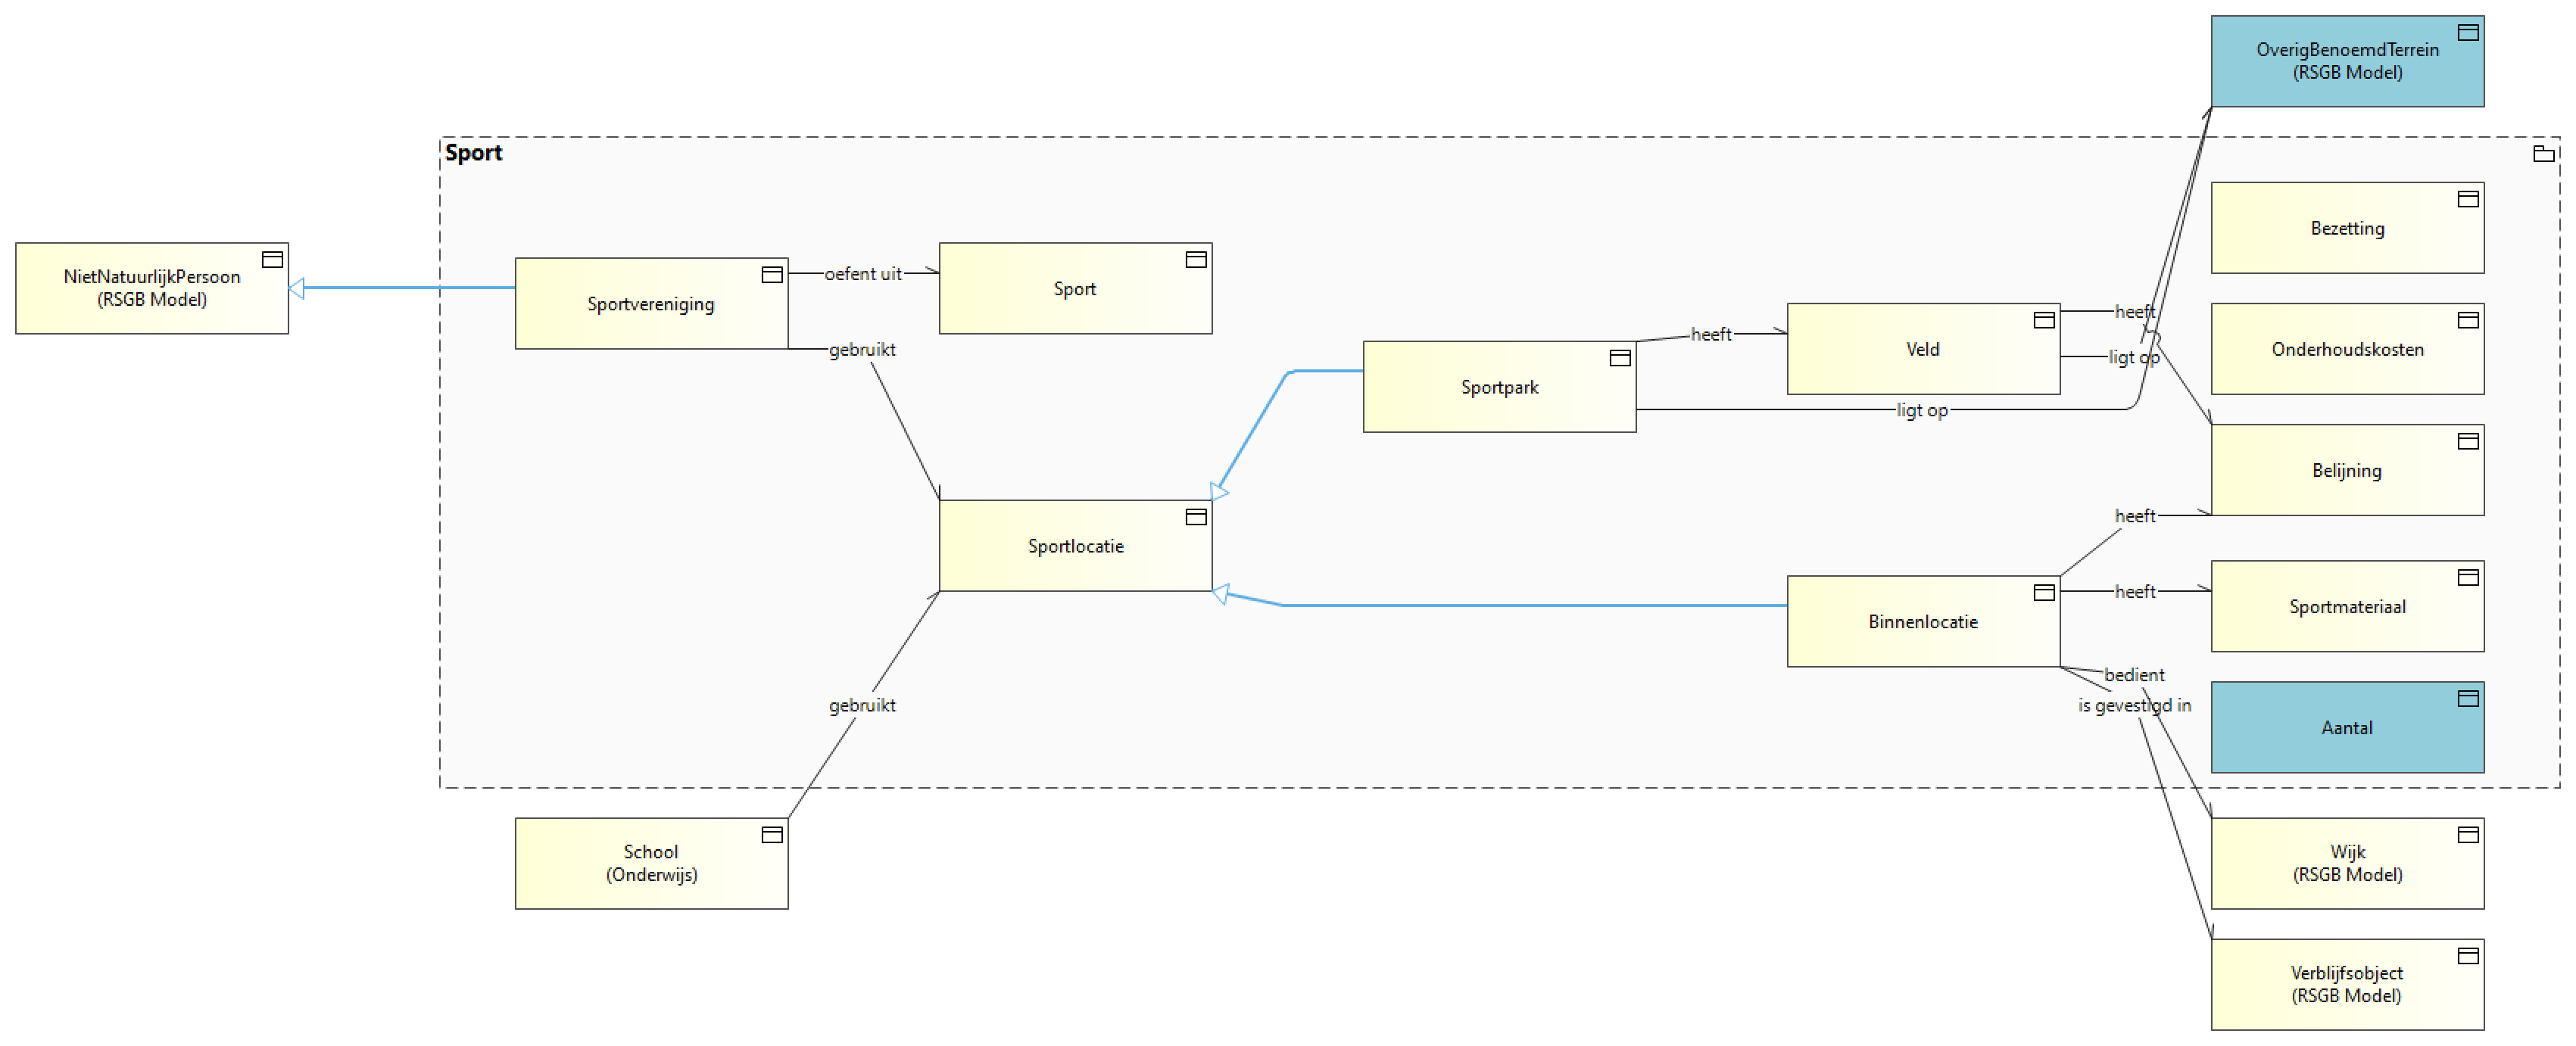 OverigBenoemdTerrein
(RSGB Model)
Sport
Bezetting
NietNatuurlijkPersoon
(RSGB Model)
Sportvereniging
oefent uit
Sport
gebruikt
Sportpark
heeft
Veld
heeft
ligt op
ligt op
Onderhoudskosten
Belijning
Sportlocatie
heeft
heeft
Binnenlocatie
Sportmateriaal
bedient
is gevestigd in
gebruikt
Aantal
School
(Onderwijs)
Wijk
(RSGB Model)
Verblijfsobject
(RSGB Model)